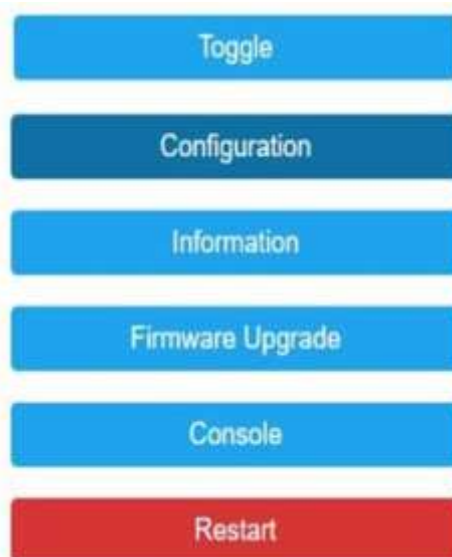 Toggle
Configuration
Information
Firmware Upgrade
Console
Restart